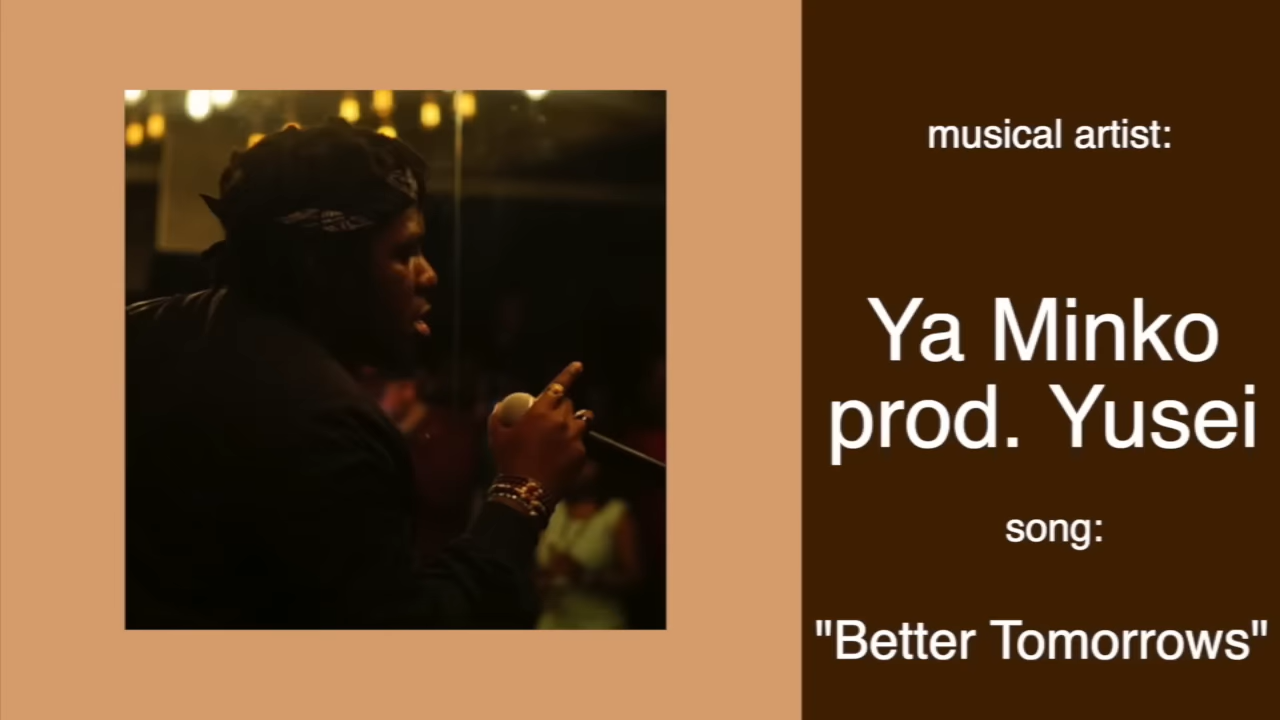 musical artist:
Ya Minko
prod. Yusei
song:
"Better Tomorrows"